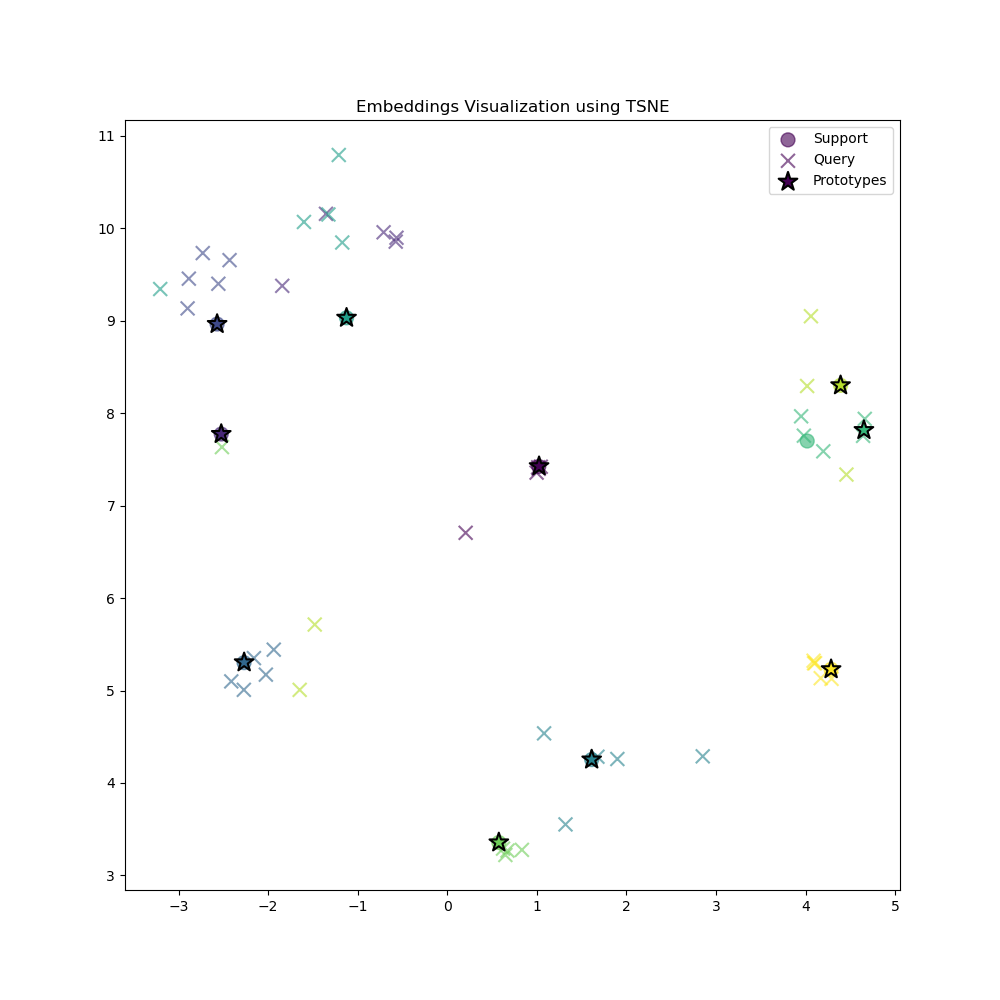 Embeddings Visualization using TSNE
Support
Query
Prototypes
11
10
9
8
7
6
5
4
3
−3 −2 −1 0 1 2 3 4 5